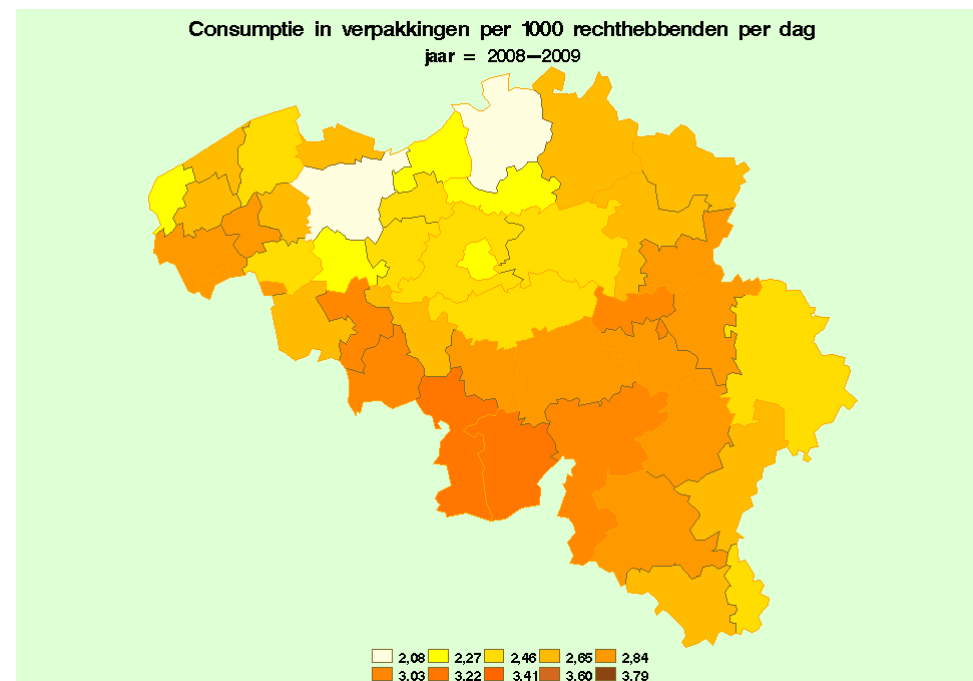 Consumptie in verpakkingen per 1000 rechthebbenden per dag
jaar = 2008-2009
2,08 2,27 2,46 2,65 2,84
3.03 3.22 3.41 3.60 3.79